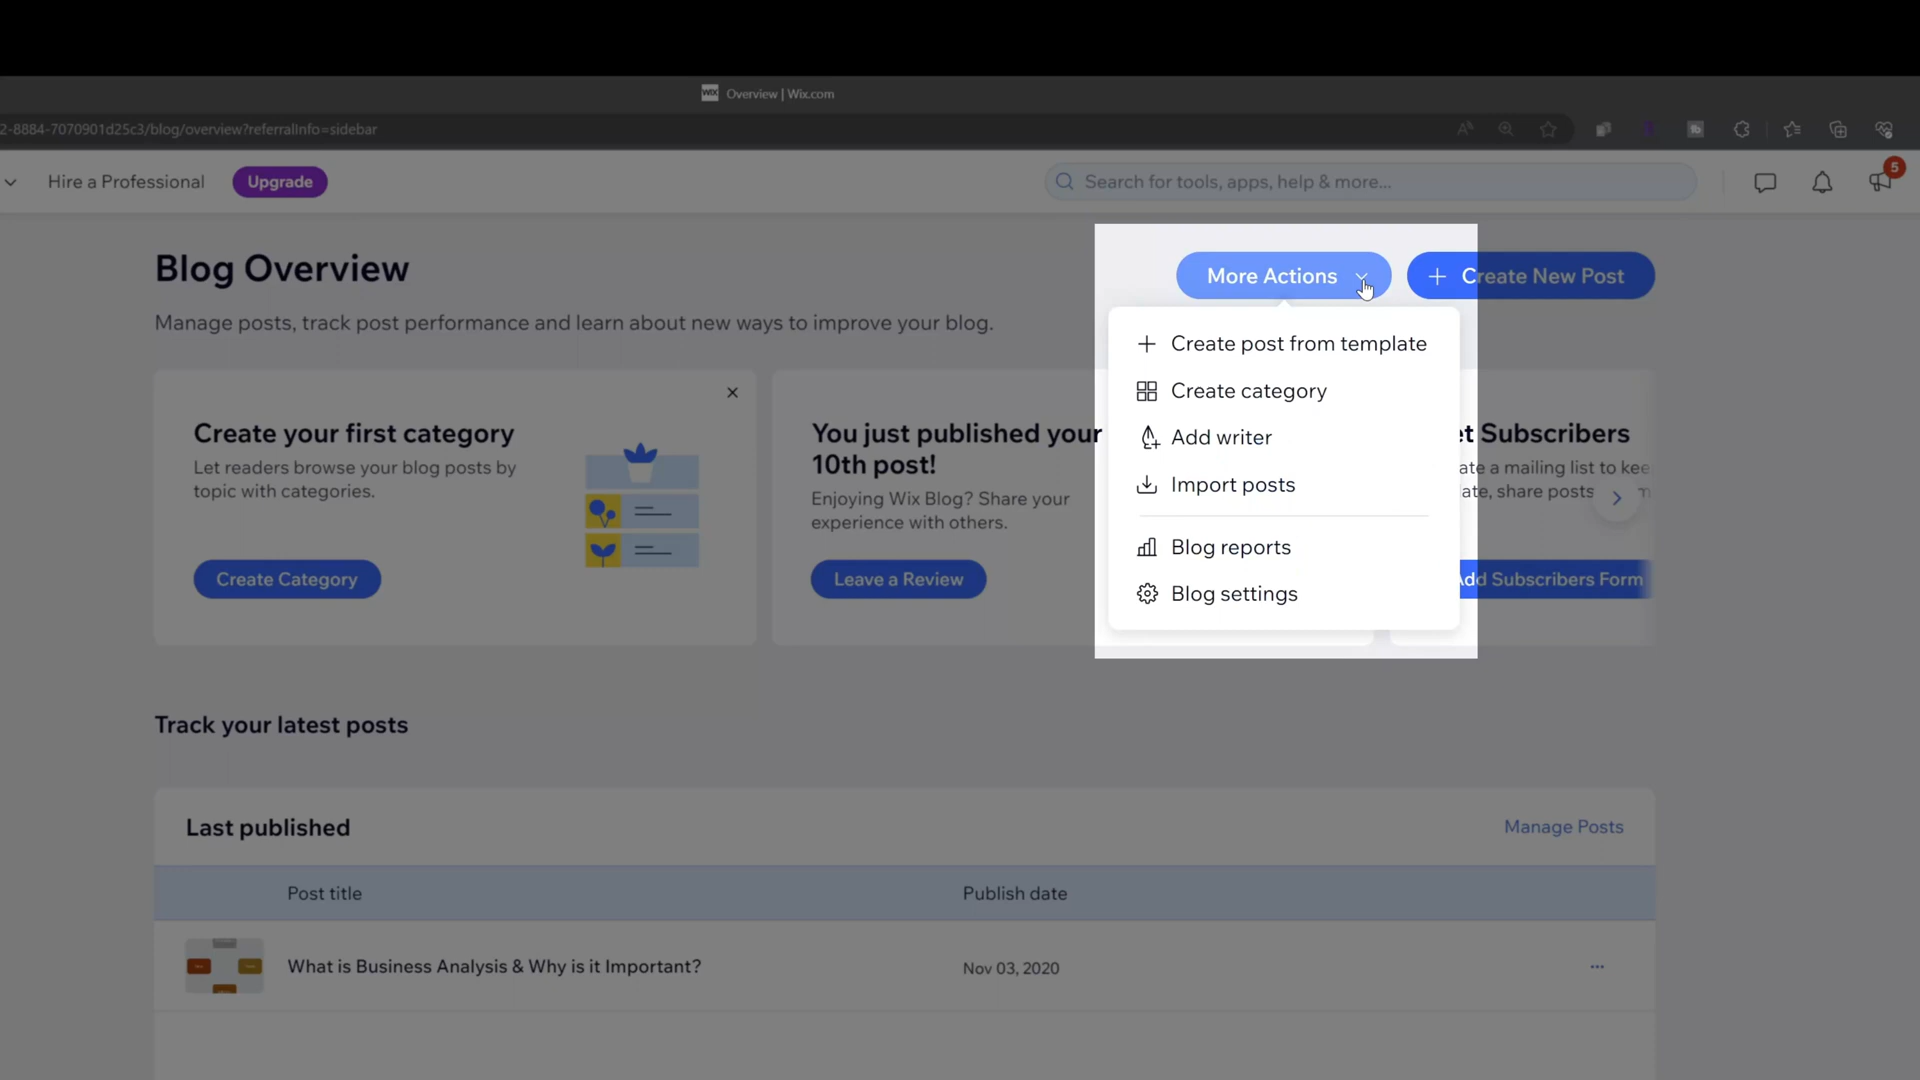 WIX Overview | Wix.com
2-8884-7070901d25c3/blog/overview?referralInfo=sidebar
Hire a Professional
Upgrade
Search for tools, apps, help & more...
5
Blog Overview
More Actions
Create New Post
Manage posts, track post performance and learn about new ways to improve your blog.
Create post from template
Create category
Add writer
Import posts
Blog reports
Blog settings
Create your first category
Let readers browse your blog posts by
topic with categories.
Create Category
You just published your
10th post!
Enjoying Wix Blog? Share your
experience with others.
Leave a Review
et Subscribers
ate a mailing list to kee
ate, share posts
Add Subscribers Form
Track your latest posts
Last published
Manage Posts
Post title
Publish date
What is Business Analysis & Why is it Important?
Nov 03, 2020